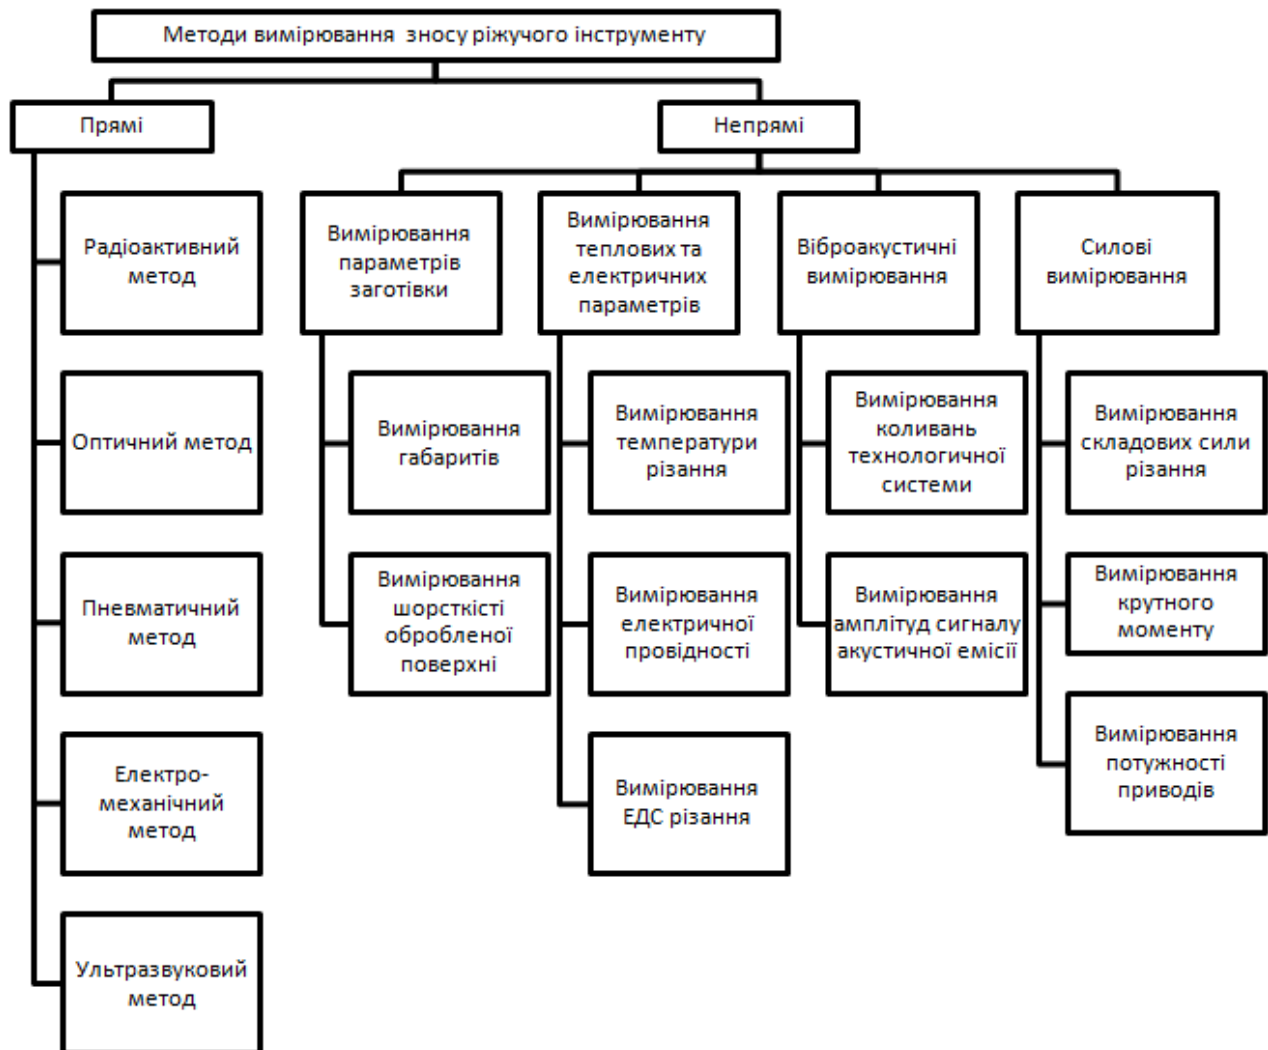 Методи вимірювання  зносу ріжучого інструменту
Прямі
Непрямі
Радіоактивний
метод
Оптичний метод
Пневматичний
метод
Електро-
механічний
метод
Ультразвуковий
метод
Вимірювання
параметрів
заготівки
Вимірювання
габаритів
Вимірювання
шорсткісті
обробленої
поверхні
Вимірювання
теплових та
електричних
параметрів
Вимірювання
температури
різання
Вимірювання
електричної
провідності
Вимірювання
ЕДС різання
Віброакустичні
вимірювання
Вимірювання
коливань
технологичної
системи
Вимірювання
амплітуд сигналу
акустичної емісії
Силові
вимірювання
Вимірювання
складових сили
різання
Вимірювання
крутного
моменту
Вимірювання
потужності
приводів